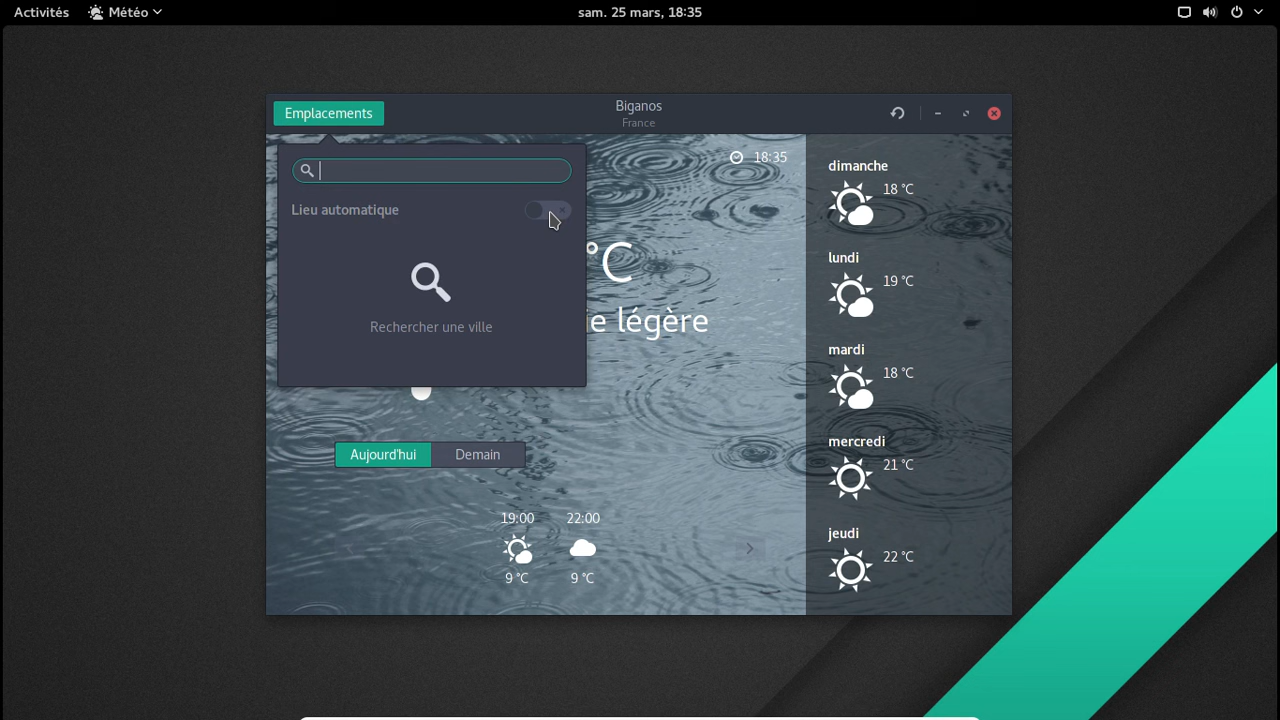 Activités Météo sam. 25 mars, 18:35
Emplacements Biganos
France
18:35
Lieu automatique
Rechercher une ville
°C
légère
Aujourd'hui Demain
19:00 22:00
9 °C 9 °C
dimanche
18 °C
lundi
19 °C
mardi
18 °C
mercredi
21 °C
jeudi
22 °C